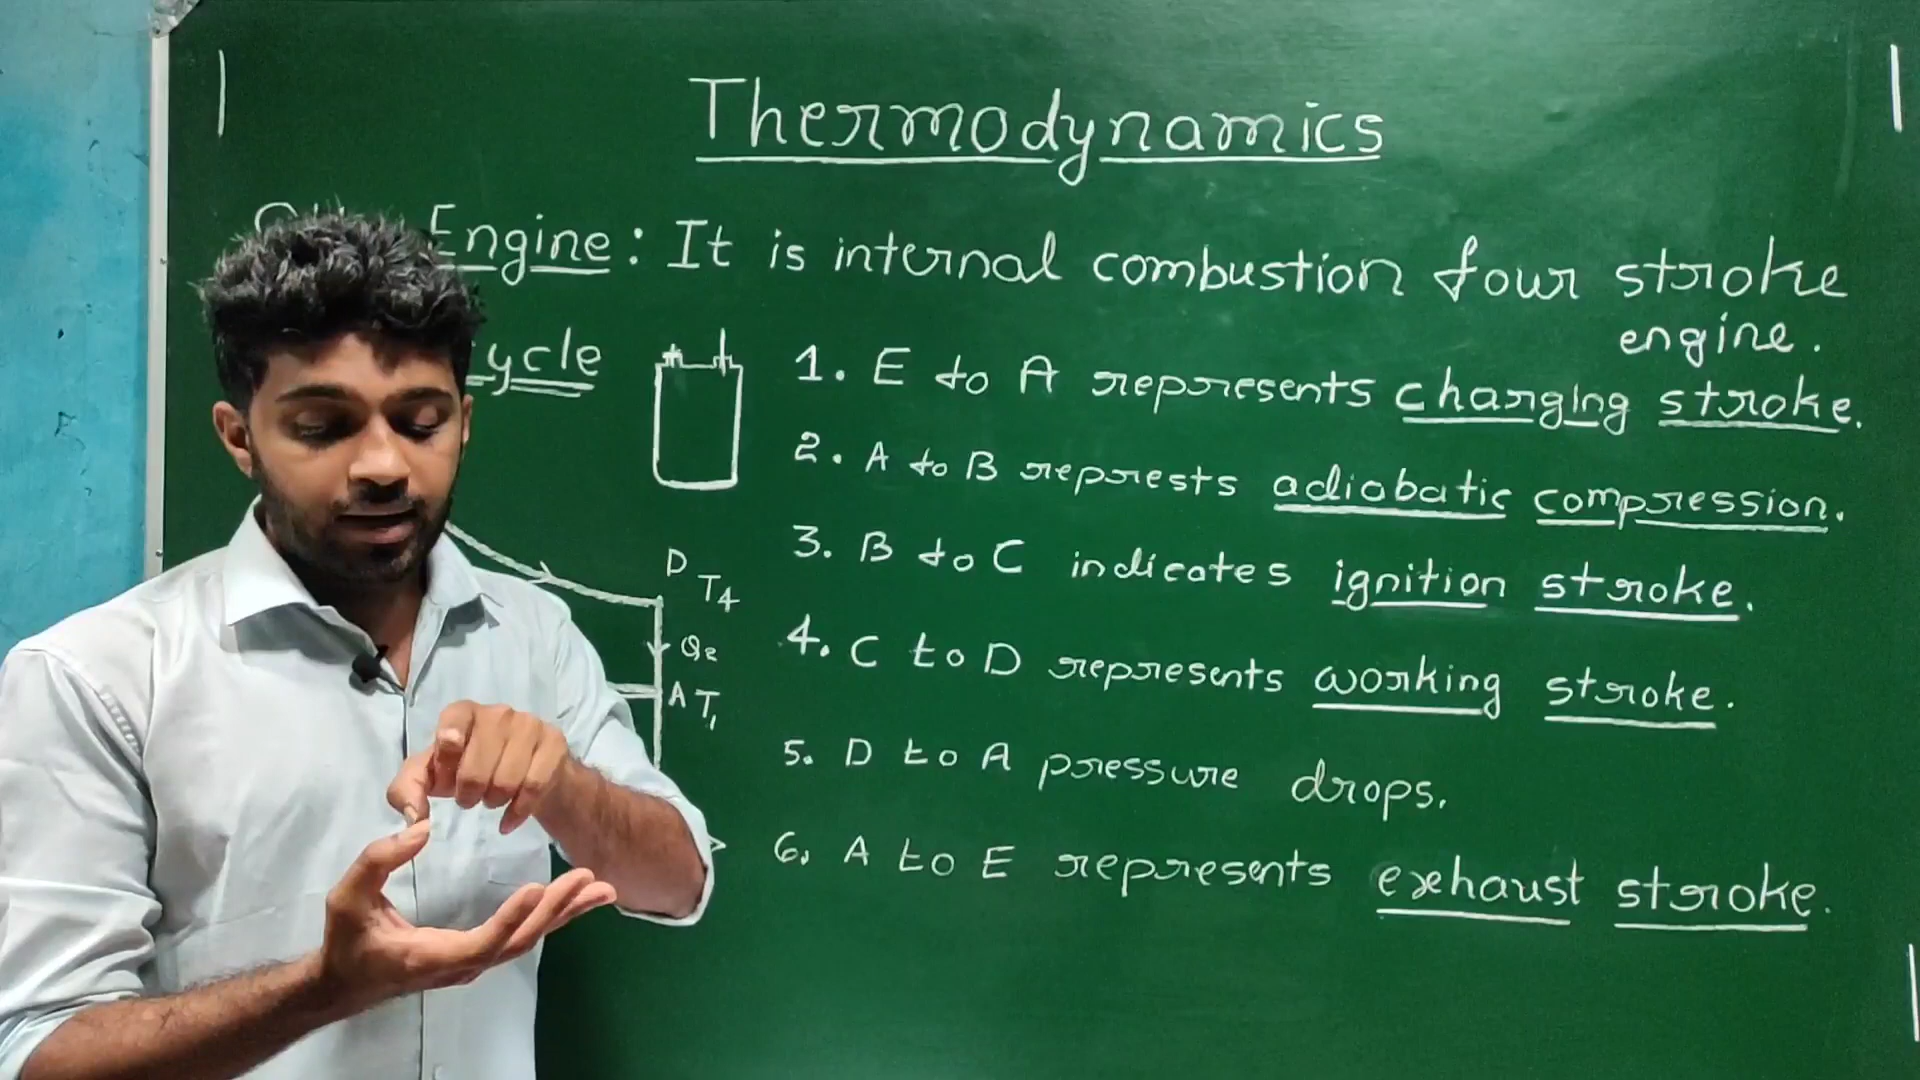 Thermodynamics
Engine: It is internal combustion four stroke
engine.
ycle
1. E to A represents charging stroke.
2. A to B represts adiabatic compression.
3. B to C indicates ignition stroke.
D T4
Q2
4. C to D represents working stroke.
A T1
5. D to A pressure drops.
6. A to E represents exhaust stroke.